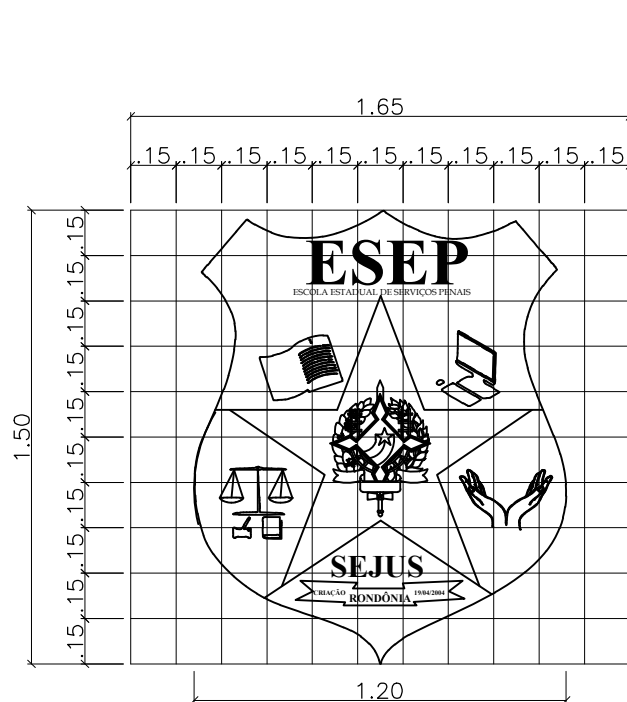 1.65
.15 .15 .15 .15 .15 .15 .15 .15 .15 .15 .15
.15
.15
.15
.15
.15
.15
.15
.15
.15
.15
1.50
ESEP
ESCOLA ESTADUAL DE SERVIÇOS PENAIS
SEJUS
CRIAÇÃO RONDÔNIA 19/04/2004
1.20